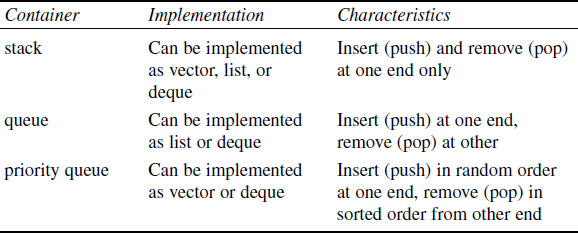 Container Implementation Characteristics
stack Can be implemented Insert (push) and remove (pop)
as vector, list, or at one end only
deque
queue Can be implemented Insert (push) at one end,
as list or deque remove (pop) at other
priority queue Can be implemented Insert (push) in random order
as vector or deque at one end, remove (pop) in
sorted order from other end